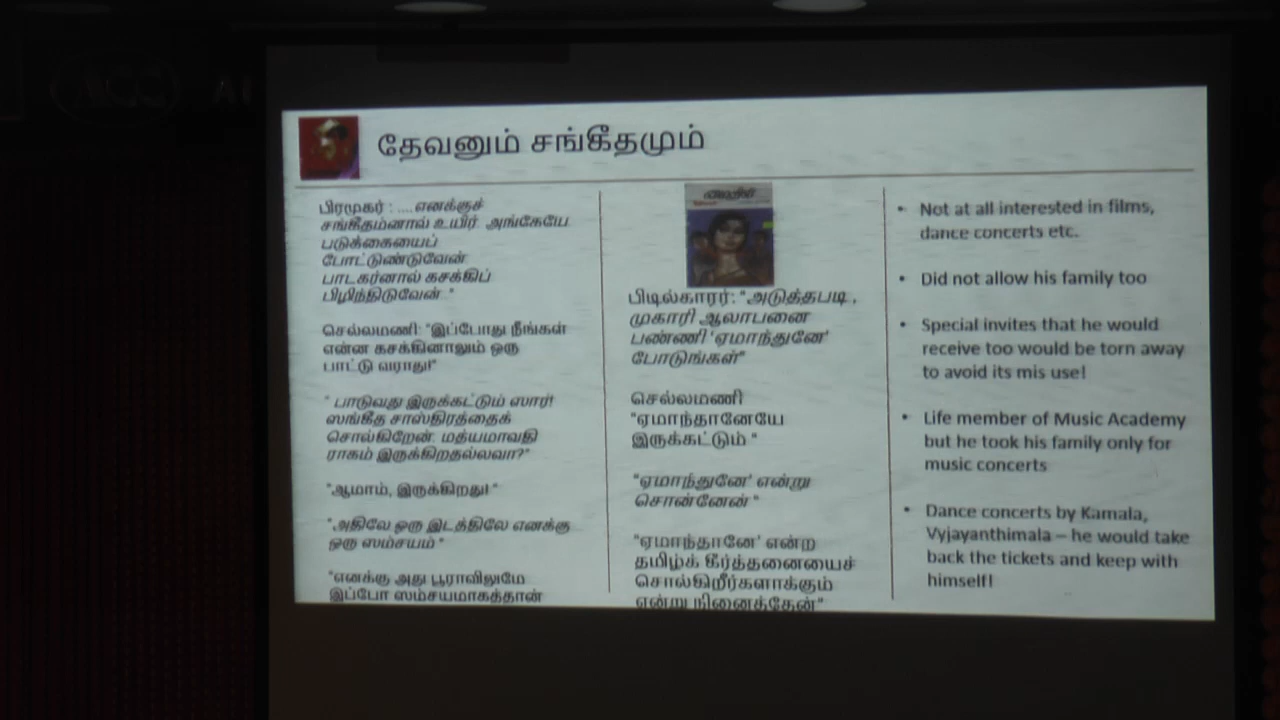 தேவனும் சங்கீதமும்
பிரமுகர் : ....எனக்குச்
சங்கீதம்னால் உயிர். அங்கேயே
படுக்கையைப்
போட்டுண்டுவேன்.
பாடகர்னால் கசக்கிப்
பிழிந்திடுவேன்."
செல்லமணி: "இப்போது நீங்கள்
என்ன கசக்கினாலும் ஒரு
பாட்டு வராது!"
" பாடுவது இருக்கட்டும் ஸார்!
ஸங்கீத சாஸ்திரத்தைக்
சொல்கிறேன். மத்யமாவதி
ராகம் இருக்கிறதல்லவா?"
"ஆமாம், இருக்கிறது! "
"அதிலே ஒரு இடத்திலே எனக்கு
ஒரு ஸம்சயம் "
"எனக்கு அது பூராவிலுமே
இப்போ ஸம்சயமாகத்தான்
பிடில்காரர்: "அடுத்தபடி ,
முகாரி ஆலாபனை
பண்ணி 'ஏமாந்துனே'
போடுங்கள்"
செல்லமணி
"ஏமாந்தானேயே
இருக்கட்டும் "
"ஏமாந்துனே' என்று
சொன்னேன் "
"ஏமாந்தானே' என்ற
தமிழ்க் கீர்த்தனையைச்
சொல்கிறீர்களாக்கும்
என்று நினைத்தேன்"
• Not at all interested in films,
dance concerts etc.
• Did not allow his family too
• Special invites that he would
receive too would be torn away
to avoid its mis use!
• Life member of Music Academy
but he took his family only for
music concerts
• Dance concerts by Kamala,
Vyjayanthimala – he would take
back the tickets and keep with
himself!